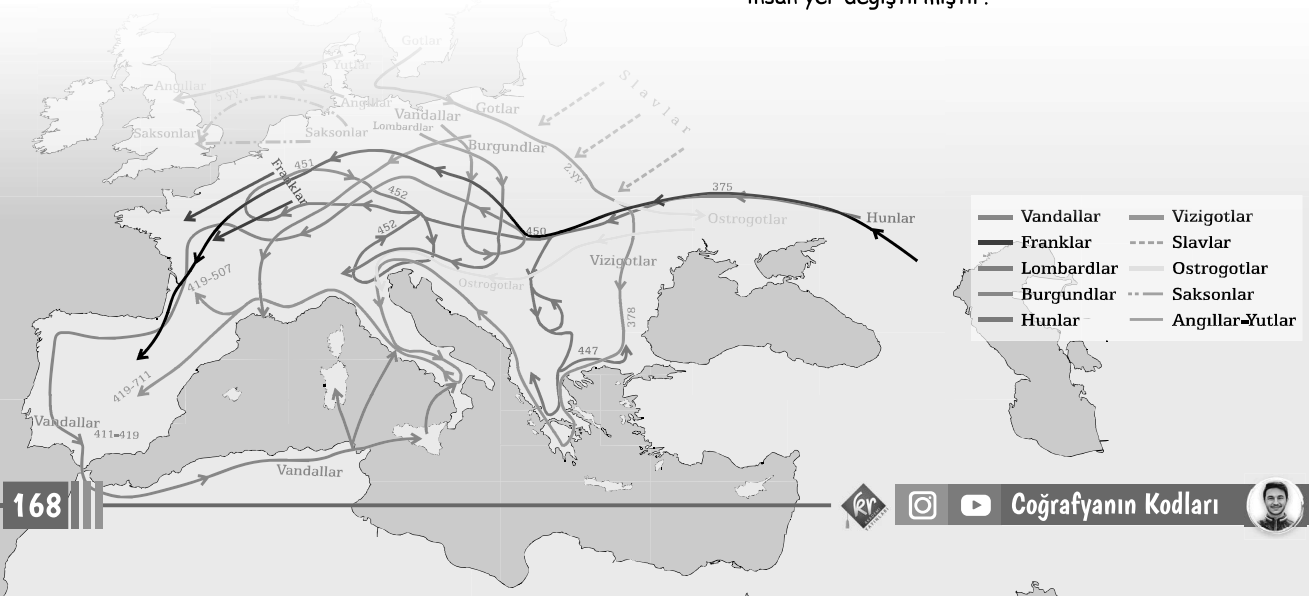 insan yer değiştirmiştir?
Gotlar
Yutlar
Slavlar
Angıllar
5.yy.
Angıllar
Vandallar
Gotlar
Lombardlar
Saksonlar
Saksonlar
Burgundlar
Franklar
451
2.yy.
452
375
Ostrogotlar
Hunlar
452
450
Vizigotlar
419-507
Ostrogotlar
378
447
419-711
Vandallar
411-419
Vandallar
Vandallar
Franklar
Lombardlar
Burgundlar
Hunlar
Vizigotlar
Slavlar
Ostrogotlar
Saksonlar
Angıllar-Yutlar
168
Coğrafyanın Kodları